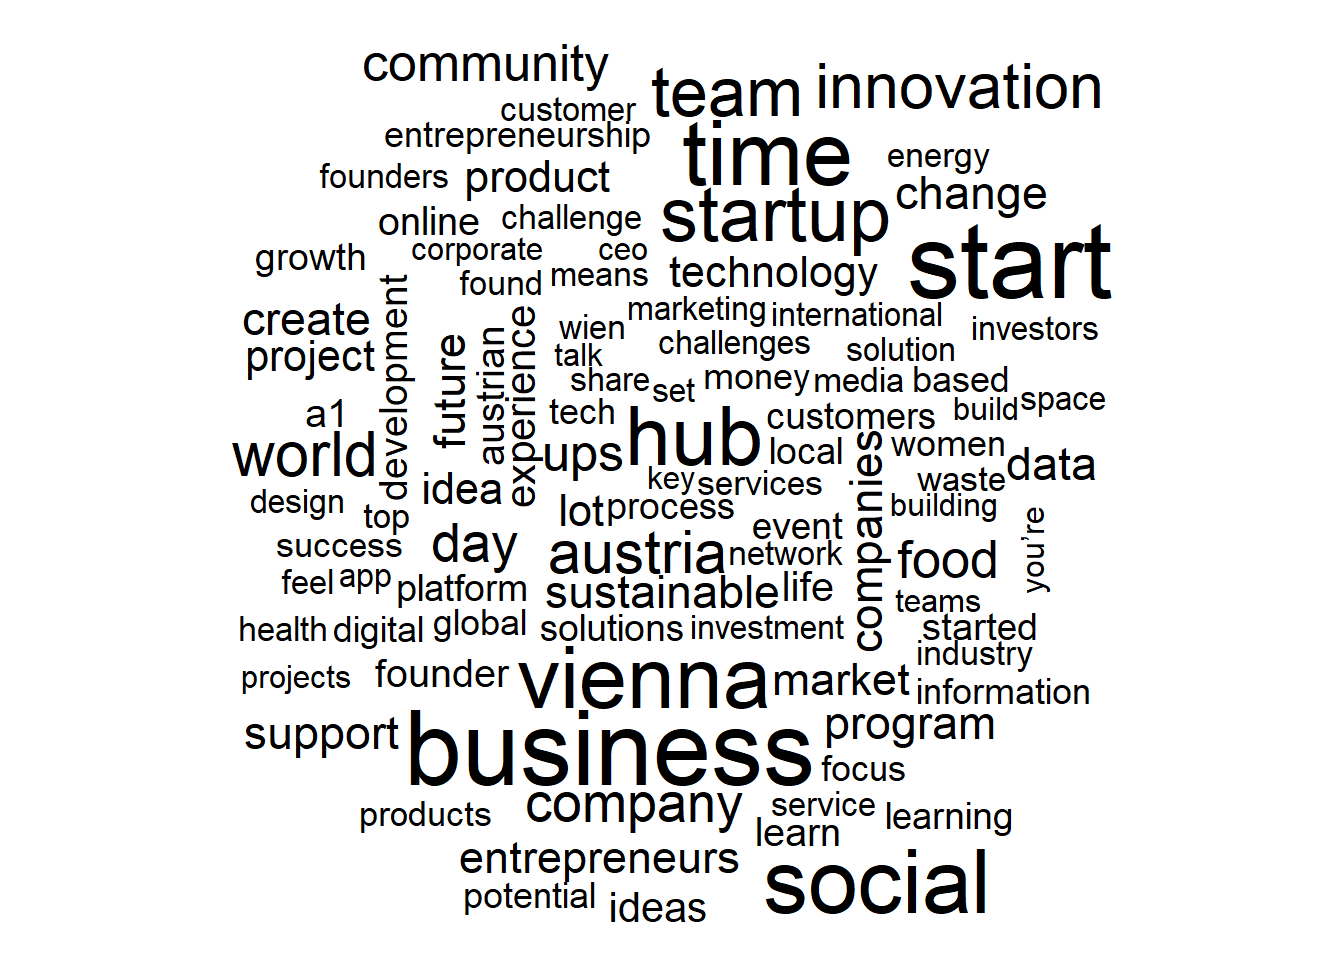 community
team
innovation
customer
entrepreneurship
time
energy
founders
product
change
startup
online
challenge
growth
corporate
ceo
start
found
means
technology
development
create
marketing
international
investors
project
future
austrian
experience
wien
talk
challenges
solution
share
set
money
media
based
a1
tech
hub
customers
build
space
world
ups
local
companies
women
data
design
idea
key
services
waste
top
lot
process
building
success
day
event
austria
network
food
you're
feel
app
platform
sustainable
life
teams
health
digital
global
solutions
investment
started
industry
projects
founder
vienna
market
information
support
business
program
focus
products
company
service
learning
learn
entrepreneurs
social
potential
ideas